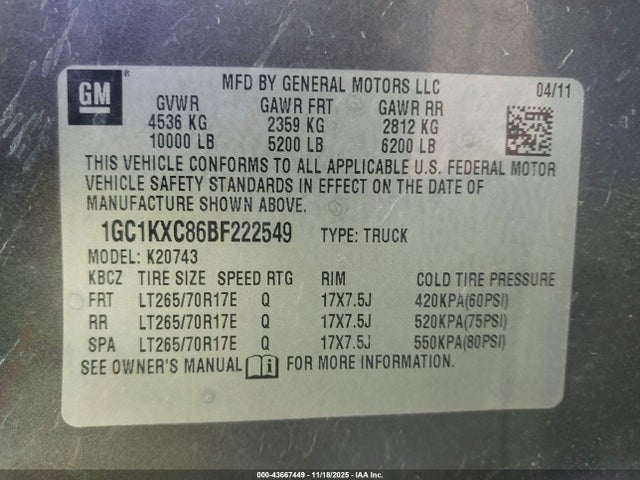 GM ®
MFD BY GENERAL MOTORS LLC 04/11
GVWR GAWR FRT GAWR RR
4536 KG 2359 KG 2812 KG
10000 LB 5200 LB 6200 LB
THIS VEHICLE CONFORMS TO ALL APPLICABLE U.S. FEDERAL MOTOR
VEHICLE SAFETY STANDARDS IN EFFECT ON THE DATE OF
MANUFACTURE SHOWN ABOVE.
1GC1KXC86BF222549 TYPE: TRUCK
MODEL: K20743
KBCZ TIRE SIZE SPEED RTG RIM COLD TIRE PRESSURE
FRT LT265/70R17E Q 17X7.5J 420KPA(60PSI)
RR LT265/70R17E Q 17X7.5J 520KPA(75PSI)
SPA LT265/70R17E Q 17X7.5J 550KPA(80PSI)
SEE OWNER'S MANUAL i FOR MORE INFORMATION.
000-43667449 - 11/18/2025 - IAA Inc.